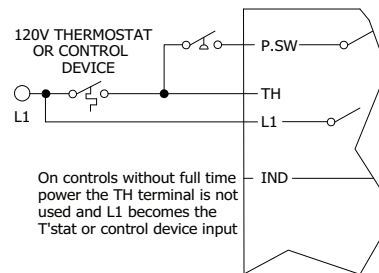 120V THERMOSTAT
OR CONTROL
DEVICE
P.SW
TH
L1
L1
IND
On controls without full time
power the TH terminal is not
used and L1 becomes the
T'stat or control device input